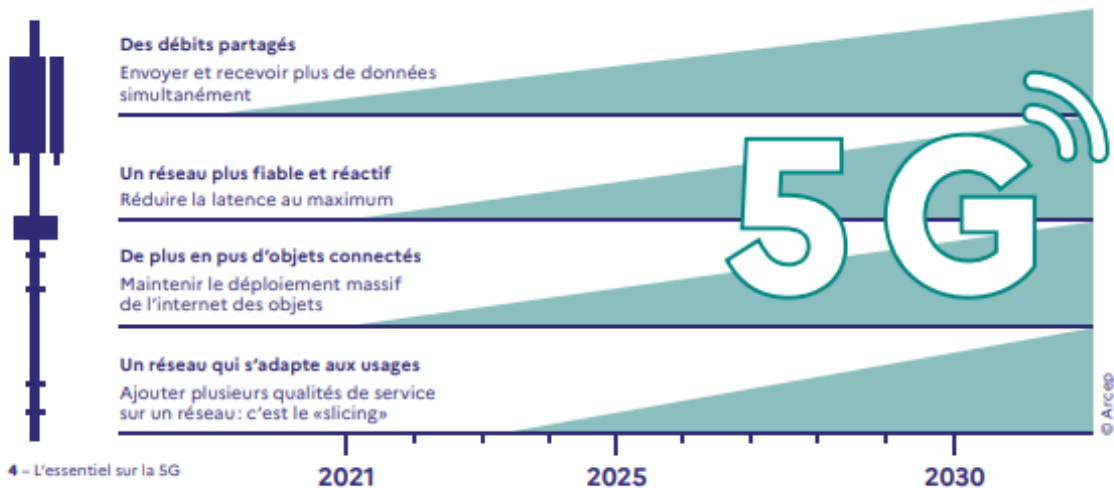 Des débits partagés
Envoyer et recevoir plus de données
simultanément
Un réseau plus fiable et réactif
Réduire la latence au maximum
De plus en pus d'objets connectés
Maintenir le déploiement massif
de l'internet des objets
Un réseau qui s'adapte aux usages
Ajouter plusieurs qualités de service
sur un réseau : c'est le «slicing»
5G
© Arcep
2021 2025 2030
4 – L'essentiel sur la 5G